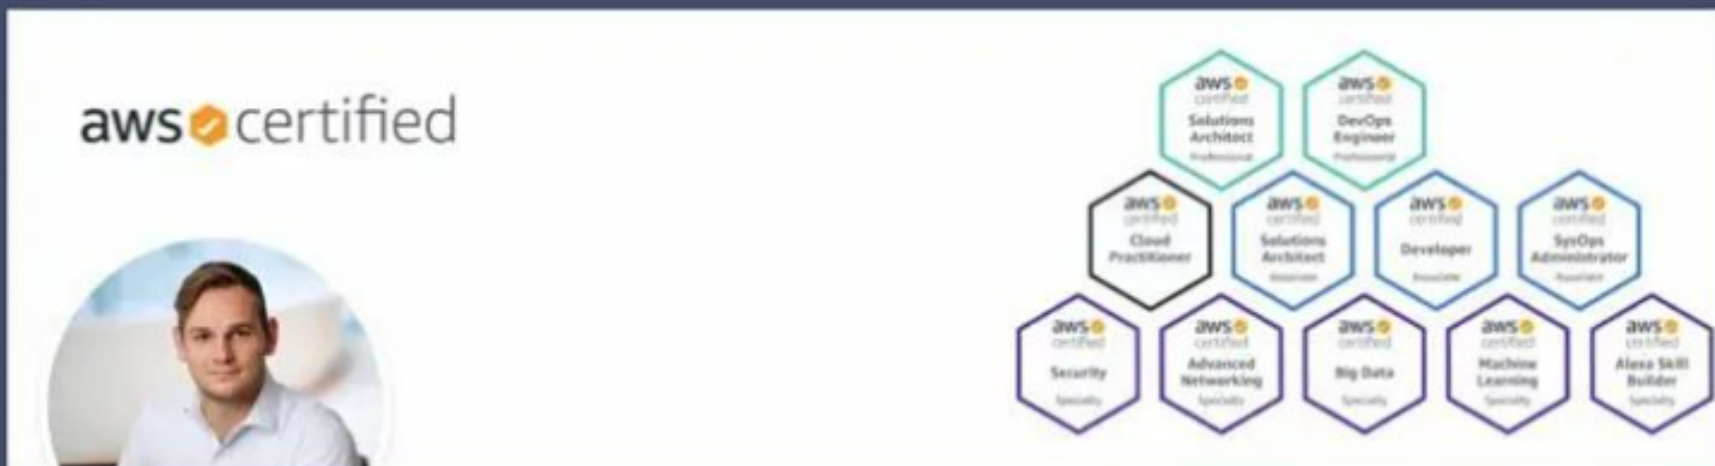 aws certified
aws
certified
Solutions
Architect
Professional
aws
certified
DevOps
Engineer
Professional
aws
certified
Cloud
Practitioner
aws
certified
Solutions
Architect
Associate
aws
certified
Developer
Associate
aws
certified
SysOps
Administrator
Associate
aws
certified
Security
Specialty
aws
certified
Advanced
Networking
Specialty
aws
certified
Big Data
Specialty
aws
certified
Machine
Learning
Specialty
aws
certified
Alexa Skill
Builder
Specialty